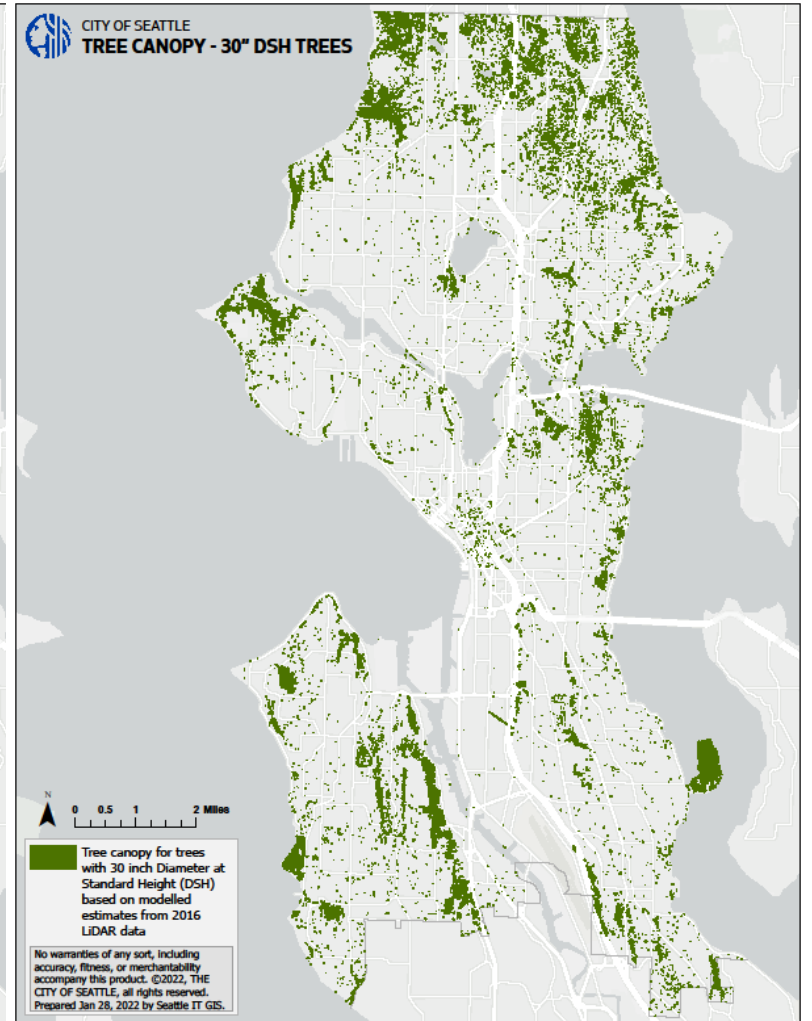 CITY OF SEATTLE
TREE CANOPY - 30" DSH TREES
N
0 0.5 1 2 Miles
Tree canopy for trees
with 30 inch Diameter at
Standard Height (DSH)
based on modelled
estimates from 2016
LiDAR data
No warranties of any sort, including
accuracy, fitness, or merchantability
accompany this product. ©2022, THE
CITY OF SEATTLE, all rights reserved.
Prepared Jan 28, 2022 by Seattle IT GIS.